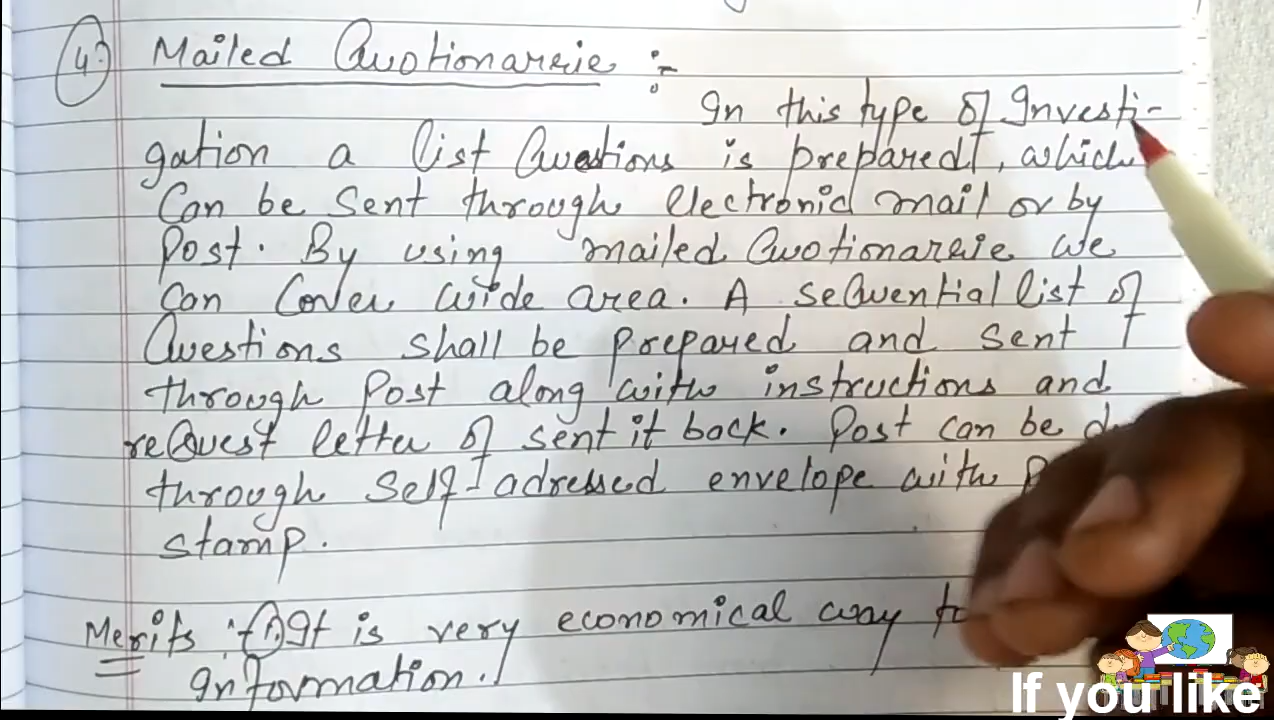 4. Mailed Quotionareie :-
In this type of Investi-
gation a list Questions is prepared, which
Can be sent through electronic mail or by
Post. By using mailed Quotionareie we
Can Cover wide area. A seQuential list of
Questions shall be prepared and sent
through Post along with instructions and
reQuest letter of sent it back. Post can be
through Self-adressed envelope with
stamp.
Merits :- (1) It is very economical way to
Information.
If you like